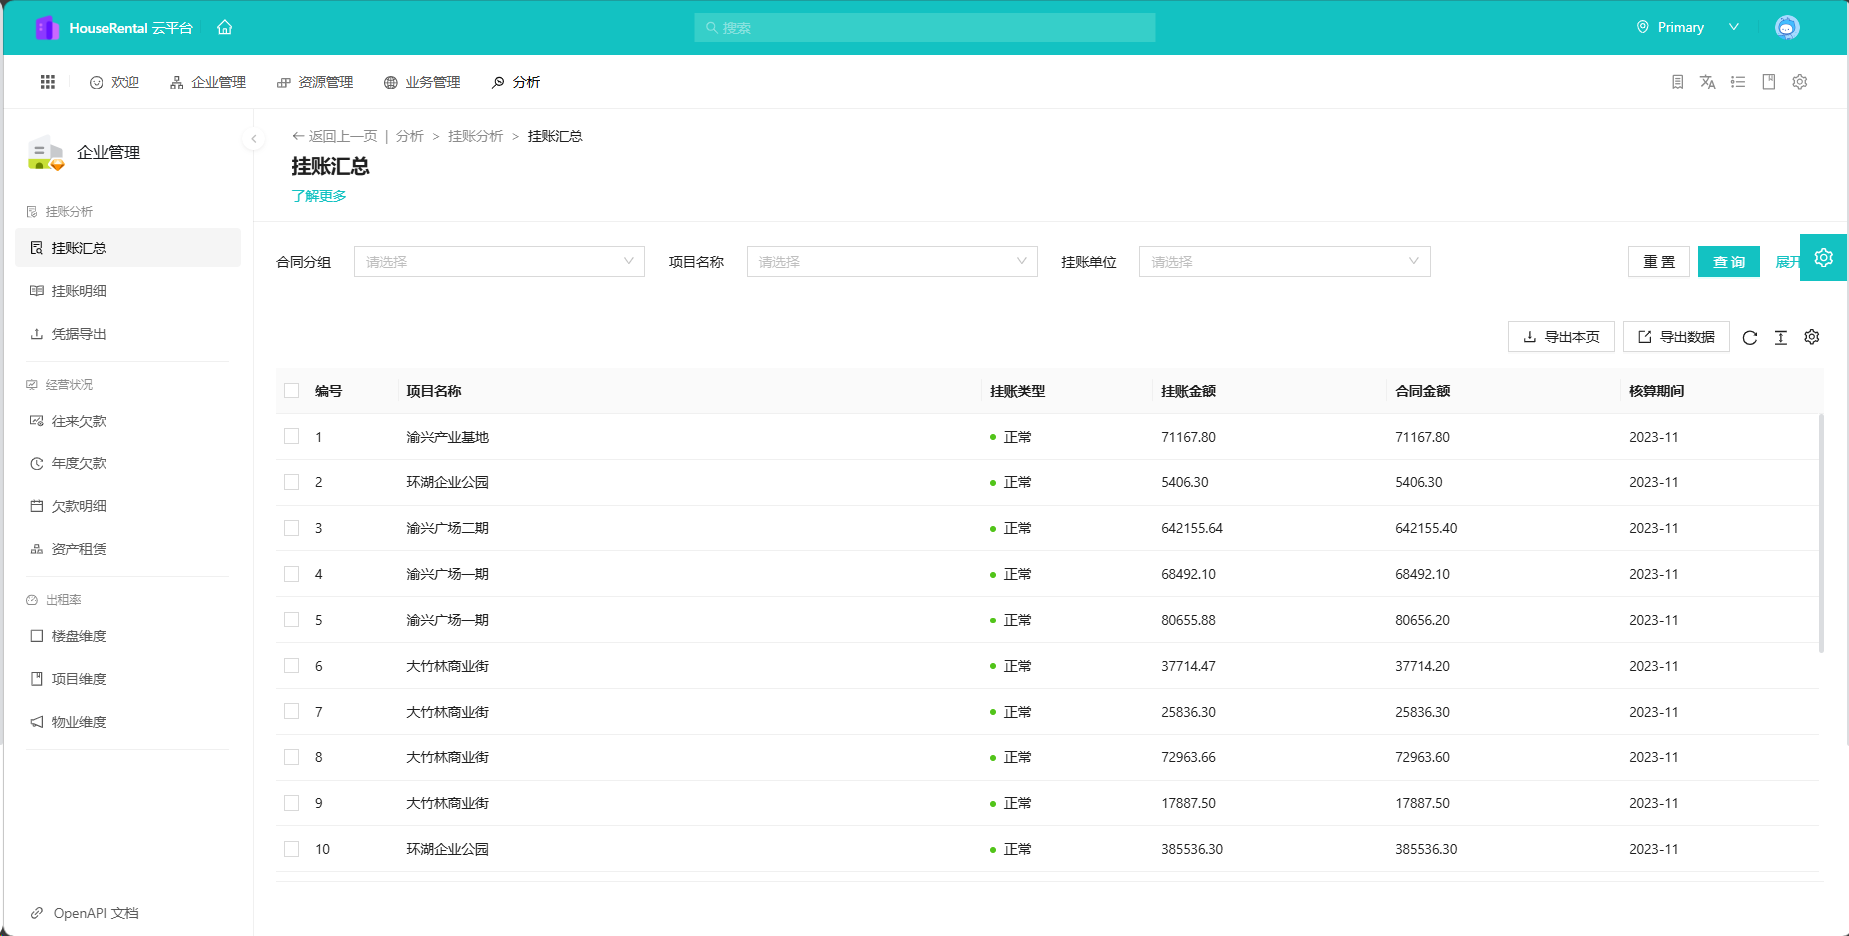 HouseRental 云平台
搜索
Primary
欢迎
企业管理
资源管理
业务管理
分析
企业管理
挂账分析
挂账汇总
挂账明细
凭据导出
经营状况
往来欠款
年度欠款
欠款明细
资产租赁
出租率
楼盘维度
项目维度
物业维度
OpenAPI 文档
返回上一页 | 分析 > 挂账分析 > 挂账汇总
挂账汇总
了解更多
合同分组 请选择 项目名称 请选择 挂账单位 请选择 重 置 查 询 展开
导出本页 导出数据
编号 项目名称 挂账类型 挂账金额 合同金额 核算期间
1 渝兴产业基地 正常 71167.80 71167.80 2023-11
2 环湖企业公园 正常 5406.30 5406.30 2023-11
3 渝兴广场二期 正常 642155.64 642155.40 2023-11
4 渝兴广场一期 正常 68492.10 68492.10 2023-11
5 渝兴广场一期 正常 80655.88 80656.20 2023-11
6 大竹林商业街 正常 37714.47 37714.20 2023-11
7 大竹林商业街 正常 25836.30 25836.30 2023-11
8 大竹林商业街 正常 72963.66 72963.60 2023-11
9 大竹林商业街 正常 17887.50 17887.50 2023-11
10 环湖企业公园 正常 385536.30 385536.30 2023-11